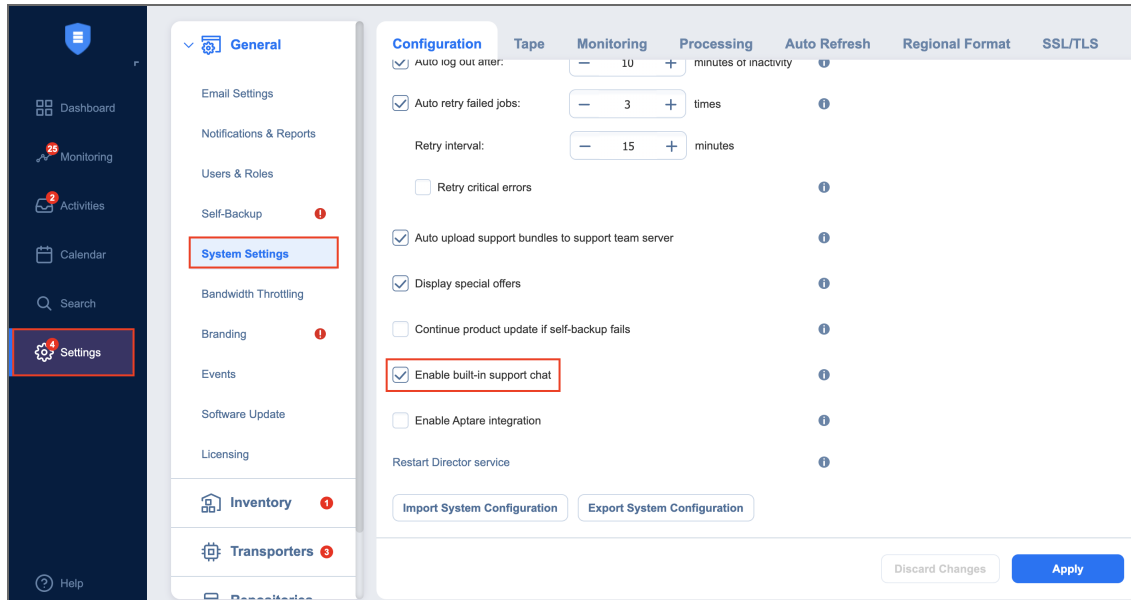 Dashboard
25
Monitoring
2
Activities
Calendar
Search
4
Settings
Help
General
Email Settings
Notifications & Reports
Users & Roles
Self-Backup
System Settings
Bandwidth Throttling
Branding
Events
Software Update
Licensing
Inventory 1
Transporters 3
Repositories
Configuration Tape Monitoring Processing Auto Refresh Regional Format SSL/TLS
Auto log out after: − 10 + minutes of inactivity
Auto retry failed jobs: − 3 + times
Retry interval: − 15 + minutes
Retry critical errors
Auto upload support bundles to support team server
Display special offers
Continue product update if self-backup fails
Enable built-in support chat
Enable Aptare integration
Restart Director service
Import System Configuration Export System Configuration
Discard Changes Apply